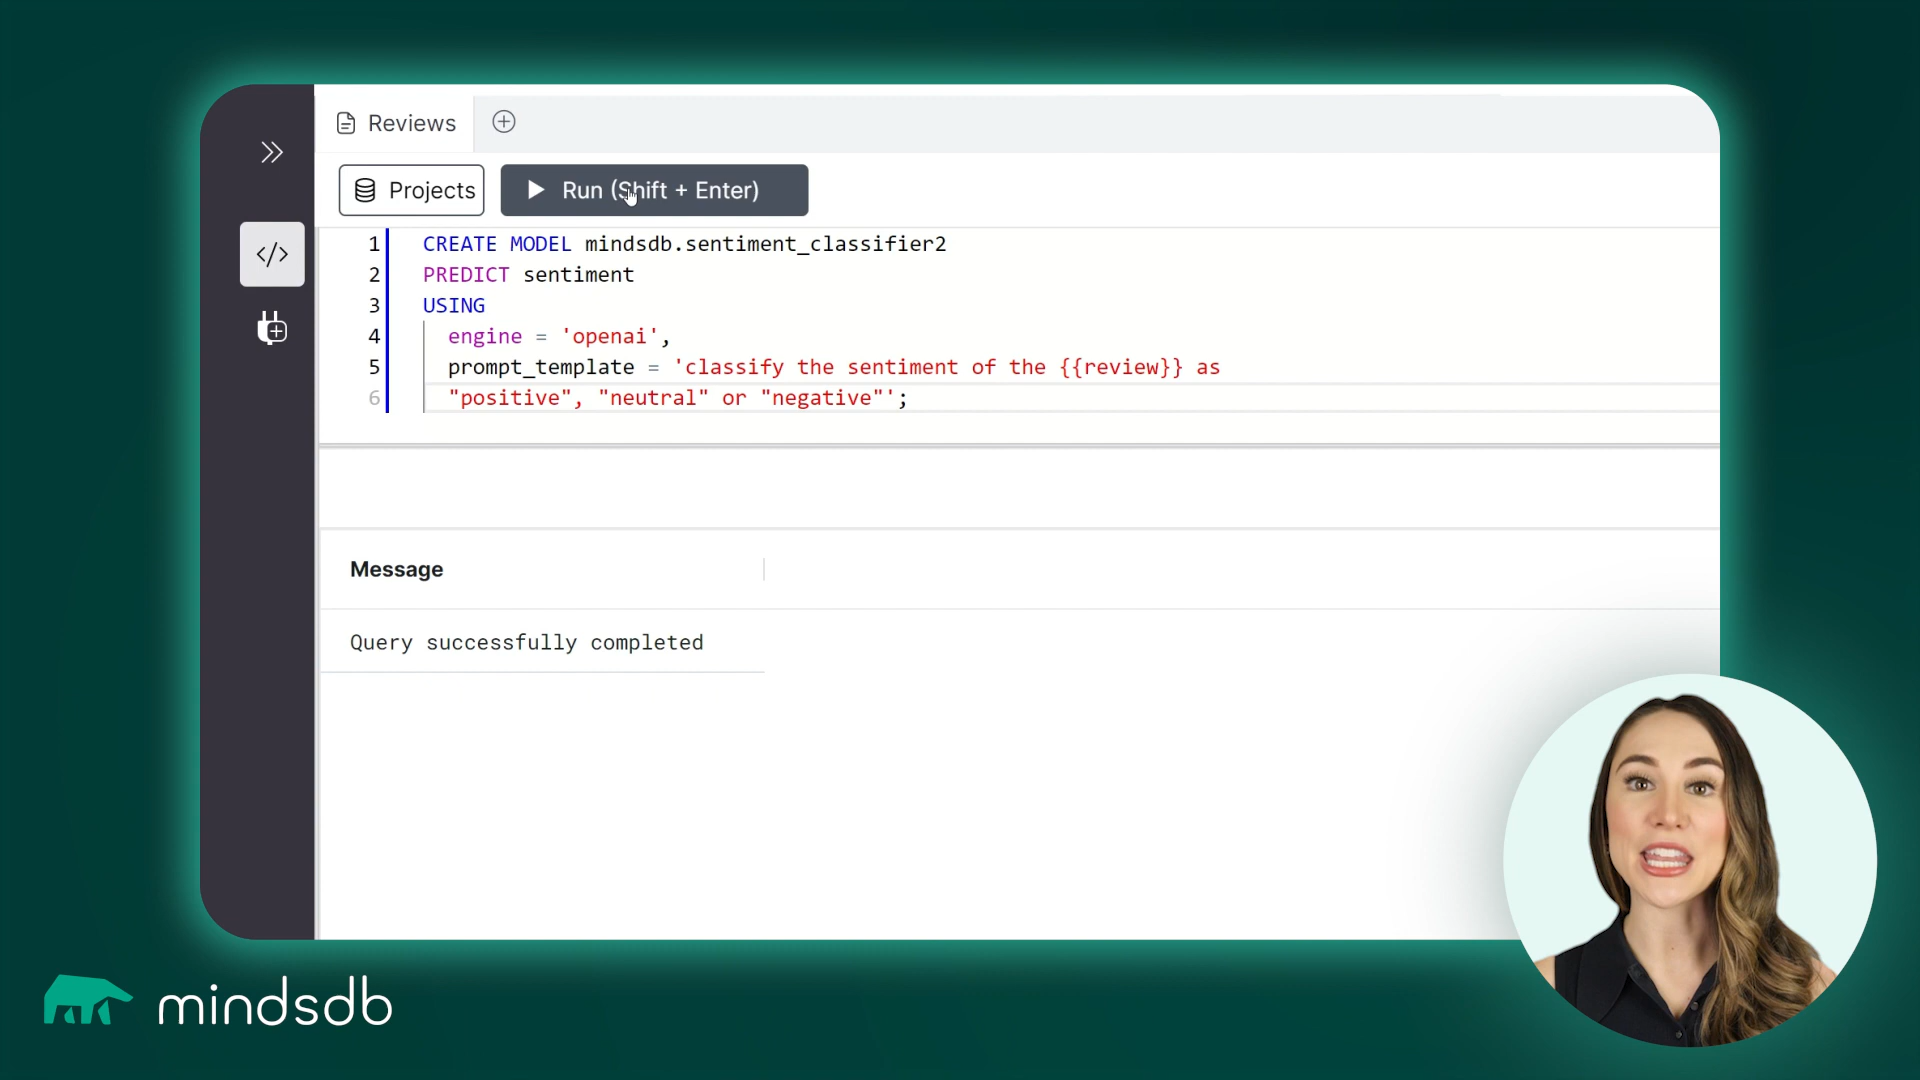 Reviews
Projects
Run (Shift + Enter)
1 CREATE MODEL mindsdb.sentiment_classifier2
2 PREDICT sentiment
3 USING
4 engine = 'openai',
5 prompt_template = 'classify the sentiment of the {{review}} as
6 "positive", "neutral" or "negative"';
Message
Query successfully completed
mindsdb